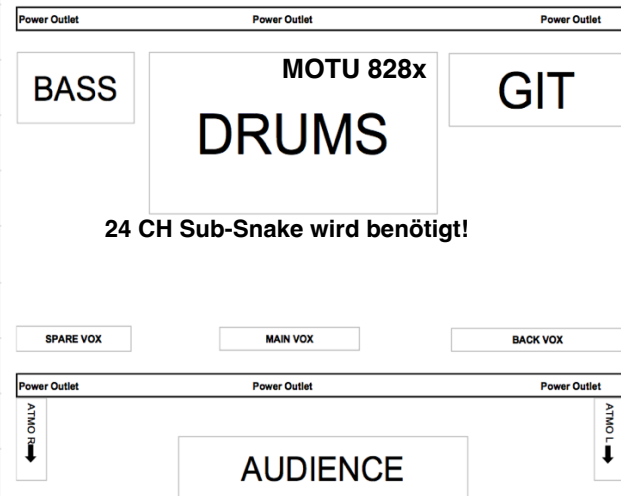 Power Outlet Power Outlet Power Outlet
MOTU 828x
BASS DRUMS GIT
24 CH Sub-Snake wird benötigt!
SPARE VOX MAIN VOX BACK VOX
Power Outlet Power Outlet Power Outlet
ATMO R ATMO L
AUDIENCE